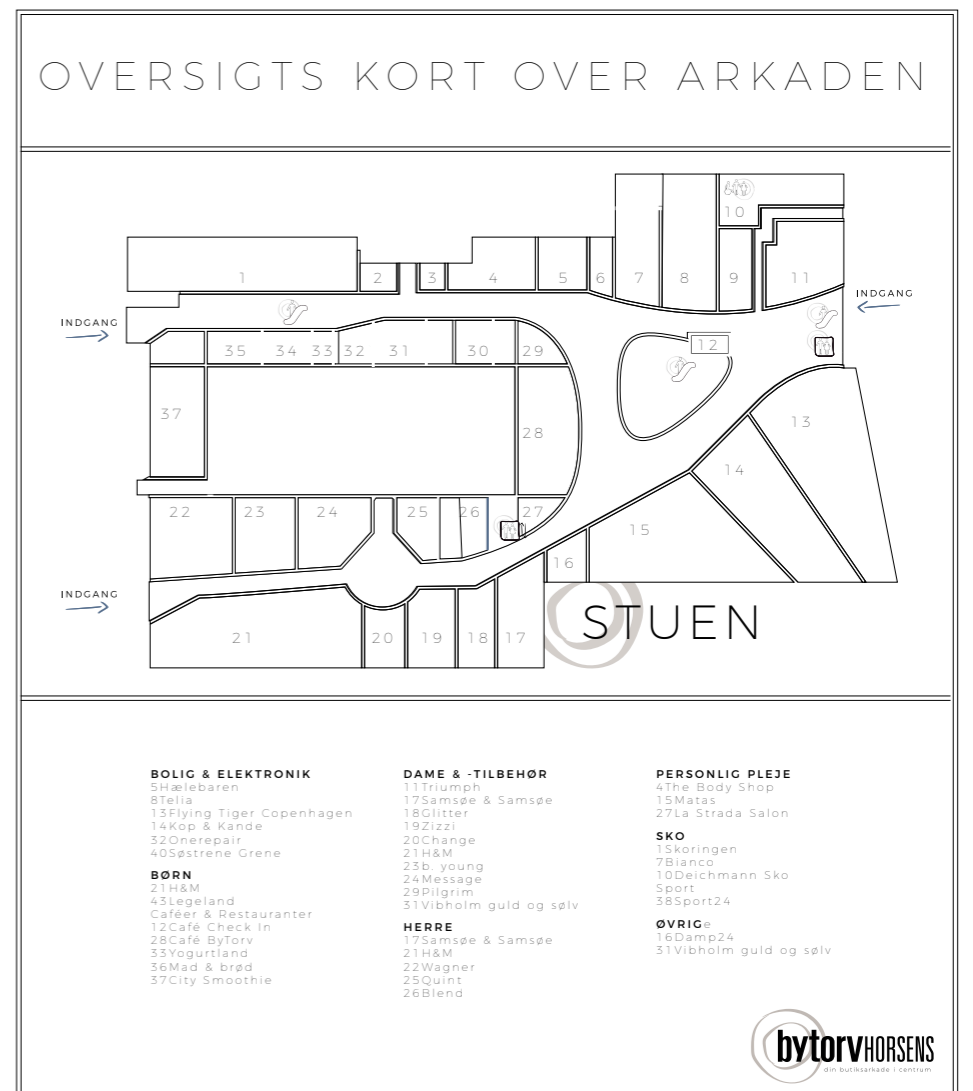 OVERSIGTS KORT OVER ARKADEN
10
1 2 3 4 5 6 7 8 9 11
INDGANG
INDGANG
12
35 34 33 32 31 30 29
37
13
28
14
22 23 24 25 26 27
15
16
INDGANG
STUEN
21 20 19 18 17
BOLIG & ELEKTRONIK
5Hælebaren
8Telia
13Flying Tiger Copenhagen
14Kop & Kande
32Onerepair
40Søstrene Grene
BØRN
21H&M
43Legeland
Caféer & Restauranter
12Café Check In
28Café ByTorv
33Yogurtland
36Mad & brød
37City Smoothie
DAME & -TILBEHØR
11Triumph
17Samsøe & Samsøe
18Glitter
19Zizzi
20Change
21H&M
23b. young
24Message
29Pilgrim
31Vibholm guld og sølv
HERRE
17Samsøe & Samsøe
21H&M
22Wagner
25Quint
26Blend
PERSONLIG PLEJE
4The Body Shop
15Matas
27La Strada Salon
SKO
1Skoringen
7Bianco
10Deichmann Sko
Sport
38Sport24
ØVRIGe
16Damp24
31Vibholm guld og sølv
bytorvHORSENS
din butiksarkade i centrum